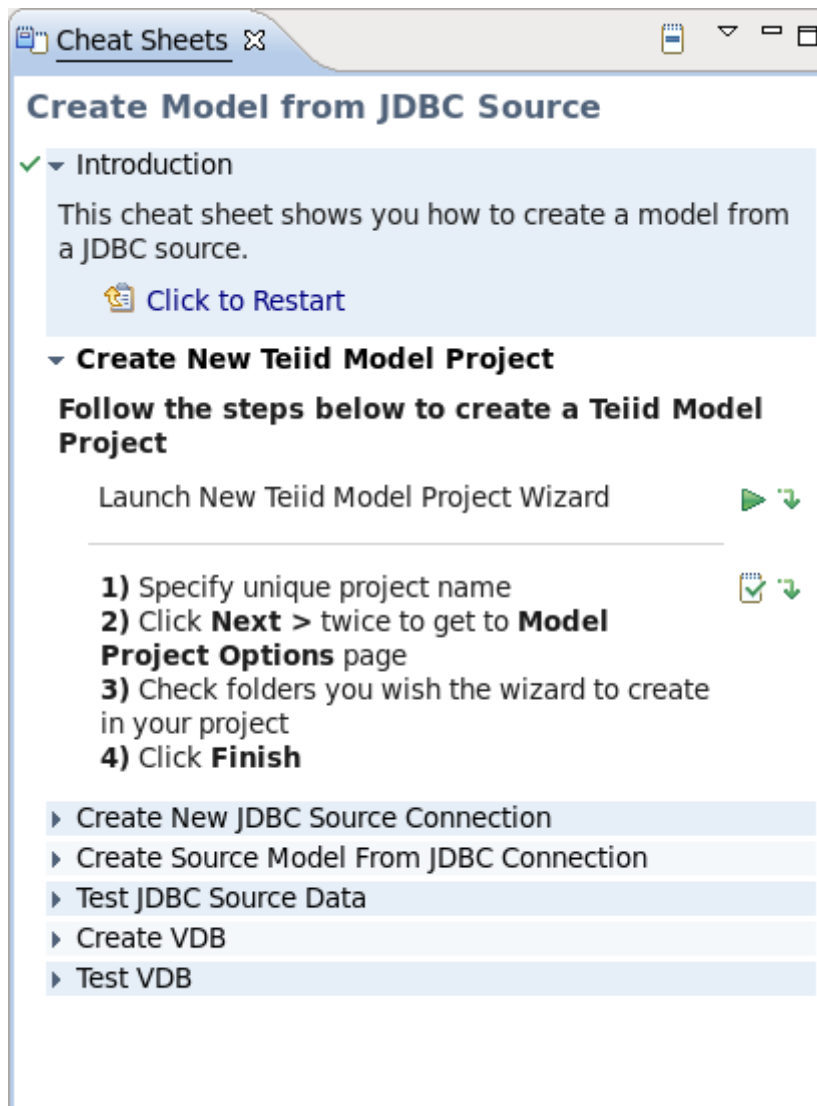 Cheat Sheets
Create Model from JDBC Source
Introduction
This cheat sheet shows you how to create a model from
a JDBC source.
Click to Restart
Create New Teiid Model Project
Follow the steps below to create a Teiid Model
Project
Launch New Teiid Model Project Wizard
1) Specify unique project name
2) Click Next > twice to get to Model
Project Options page
3) Check folders you wish the wizard to create
in your project
4) Click Finish
Create New JDBC Source Connection
Create Source Model From JDBC Connection
Test JDBC Source Data
Create VDB
Test VDB